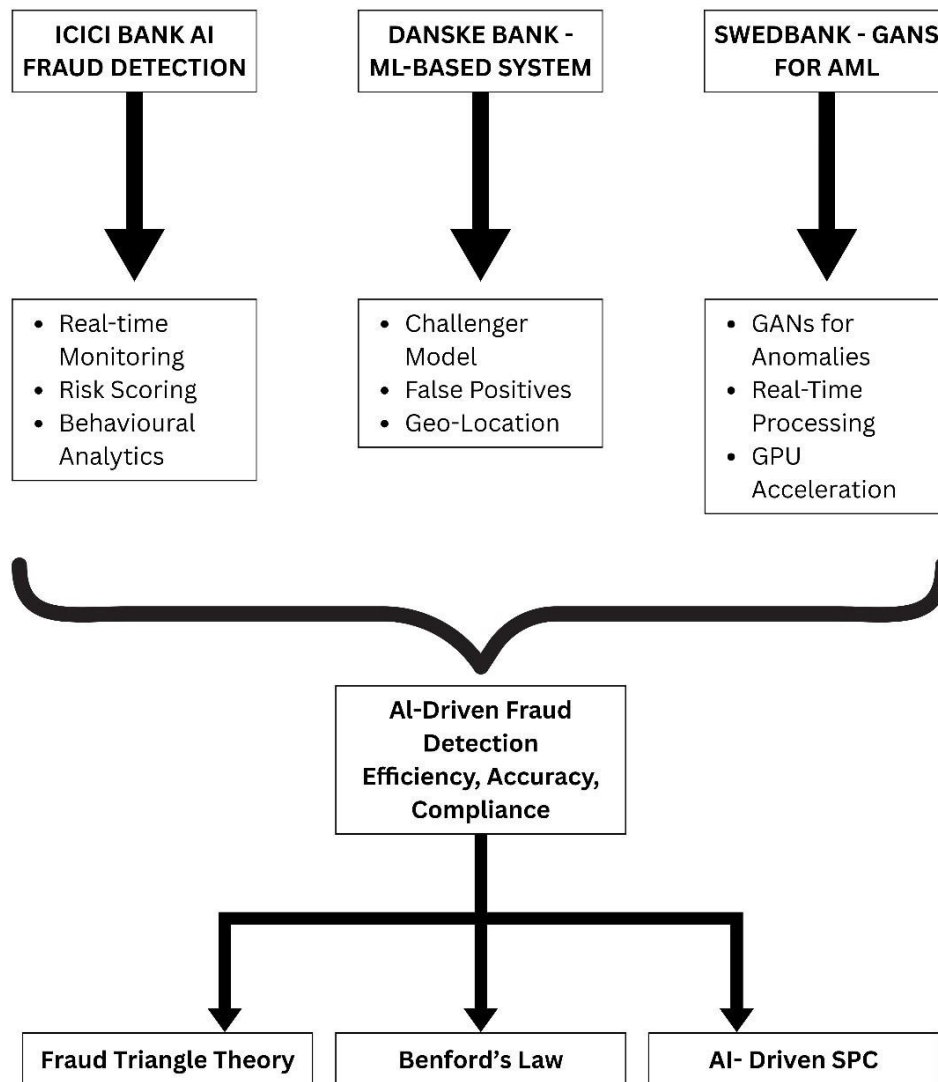 ICICI BANK AI
FRAUD DETECTION
DANSKE BANK -
ML-BASED SYSTEM
SWEDBANK - GANS
FOR AML
• Real-time
Monitoring
• Risk Scoring
• Behavioural
Analytics
• Challenger
Model
• False Positives
• Geo-Location
• GANs for
Anomalies
• Real-Time
Processing
• GPU
Acceleration
AI-Driven Fraud
Detection
Efficiency, Accuracy,
Compliance
Fraud Triangle Theory
Benford's Law
AI- Driven SPC